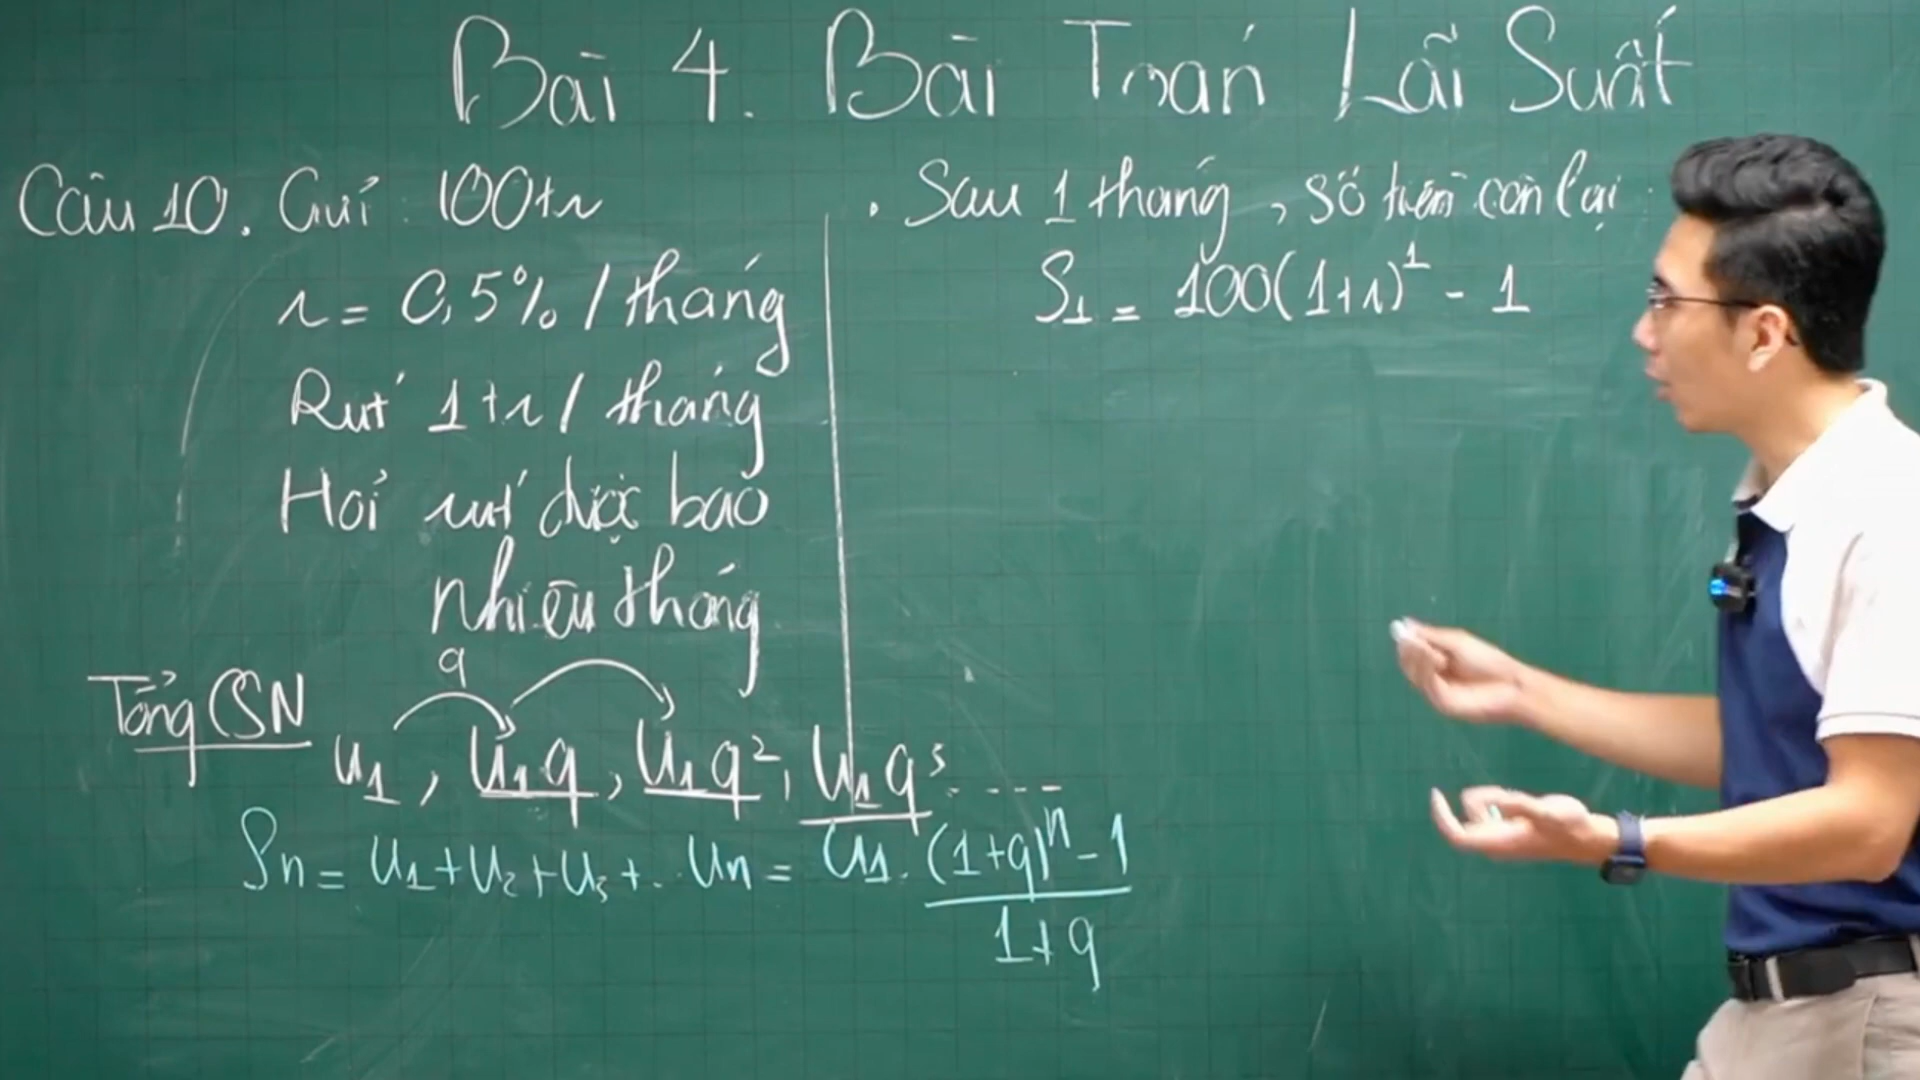 Bài 4. Bài Toán Lãi Suất
Câu 10. Gửi 100tr
r = 0,5% / tháng
Rút 1tr / tháng
Hỏi rút được bao
nhiêu tháng
. Sau 1 tháng, số tiền còn lại
S₁ = 100(1+r)¹ - 1
Tổng CSN
q
u₁, u₁q, u₁q², u₁q³ ....
Sn = u₁+u₂+u₃+.. un = u₁. (1+q)ⁿ - 1
1+q